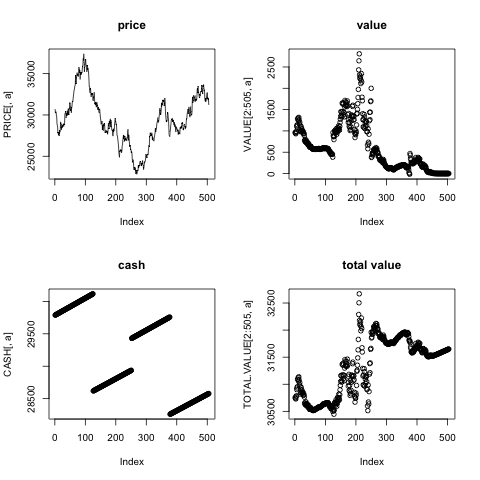 price
PRICE[, a]
35000
30000
25000
0 100 200 300 400 500
Index
value
VALUE[2:505, a]
2500
1500
500
0
0 100 200 300 400 500
Index
cash
CASH[, a]
29500
28500
0 100 200 300 400 500
Index
total value
TOTAL.VALUE[2:505, a]
32500
31500
30500
0 100 200 300 400 500
Index